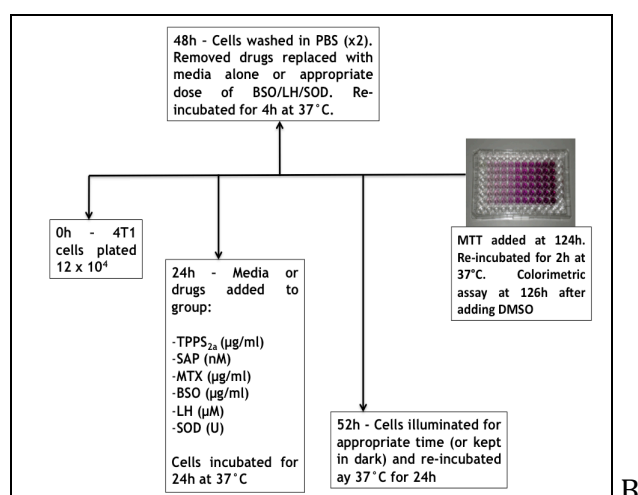 48h – Cells washed in PBS (x2).
Removed drugs replaced with
media alone or appropriate
dose of BSO/LH/SOD. Re-
incubated for 4h at 37˚C.
0h – 4T1
cells plated
12 x 10⁴
24h – Media or
drugs added to
group:
-TPPS₂ₐ (µg/ml)
-SAP (nM)
-MTX (µg/ml)
-BSO (µg/ml)
-LH (µM)
-SOD (U)
Cells incubated for
24h at 37˚C
52h – Cells illuminated for
appropriate time (or kept
in dark) and re-incubated
ay 37˚C for 24h
MTT added at 124h.
Re-incubated for 2h at
37°C. Colorimetric
assay at 126h after
adding DMSO
B